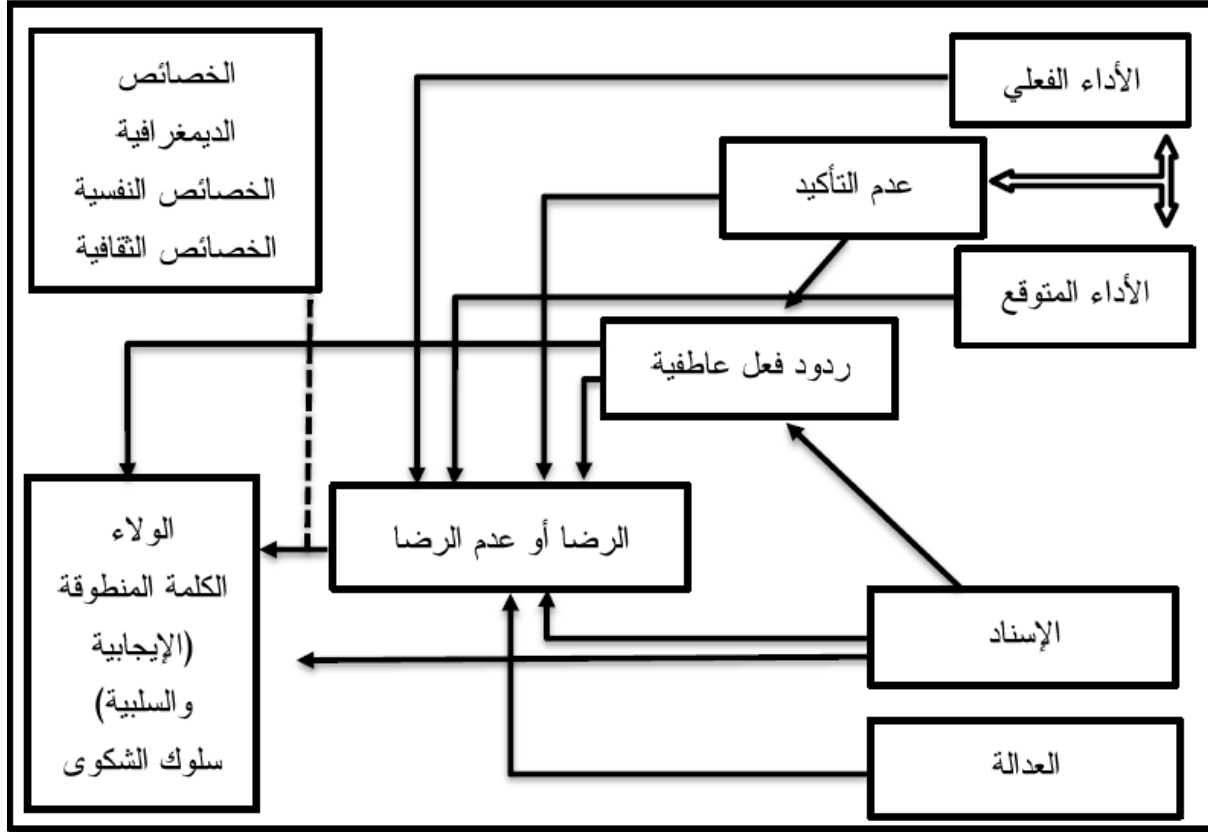 الأداء الفعلي
عدم التأكيد
الأداء المتوقع
ردود فعل عاطفية
الخصائص
الديمغرافية
الخصائص النفسية
الخصائص الثقافية
الرضا أو عدم الرضا
الولاء
الكلمة المنطوقة
(الإيجابية
والسلبية)
سلوك الشكوى
الإسناد
العدالة